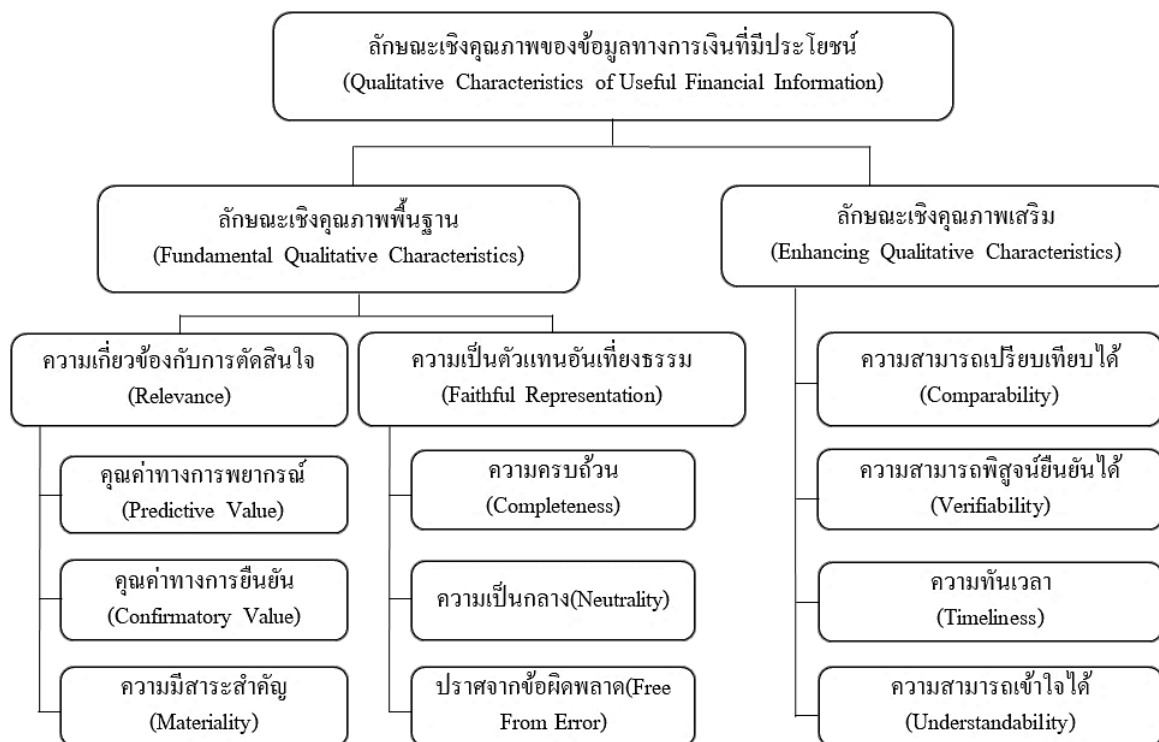 ลักษณะเชิงคุณภาพของข้อมูลทางการเงินที่มีประโยชน์
(Qualitative Characteristics of Useful Financial Information)
ลักษณะเชิงคุณภาพพื้นฐาน
(Fundamental Qualitative Characteristics)
ลักษณะเชิงคุณภาพเสริม
(Enhancing Qualitative Characteristics)
ความเกี่ยวข้องกับการตัดสินใจ
(Relevance)
คุณค่าทางการพยากรณ์
(Predictive Value)
คุณค่าทางการยืนยัน
(Confirmatory Value)
ความมีสาระสำคัญ
(Materiality)
ความเป็นตัวแทนอันเที่ยงธรรม
(Faithful Representation)
ความครบถ้วน
(Completeness)
ความเป็นกลาง(Neutrality)
ปราศจากข้อผิดพลาด(Free
From Error)
ความสามารถเปรียบเทียบได้
(Comparability)
ความสามารถพิสูจน์ยืนยันได้
(Verifiability)
ความทันเวลา
(Timeliness)
ความสามารถเข้าใจได้
(Understandability)